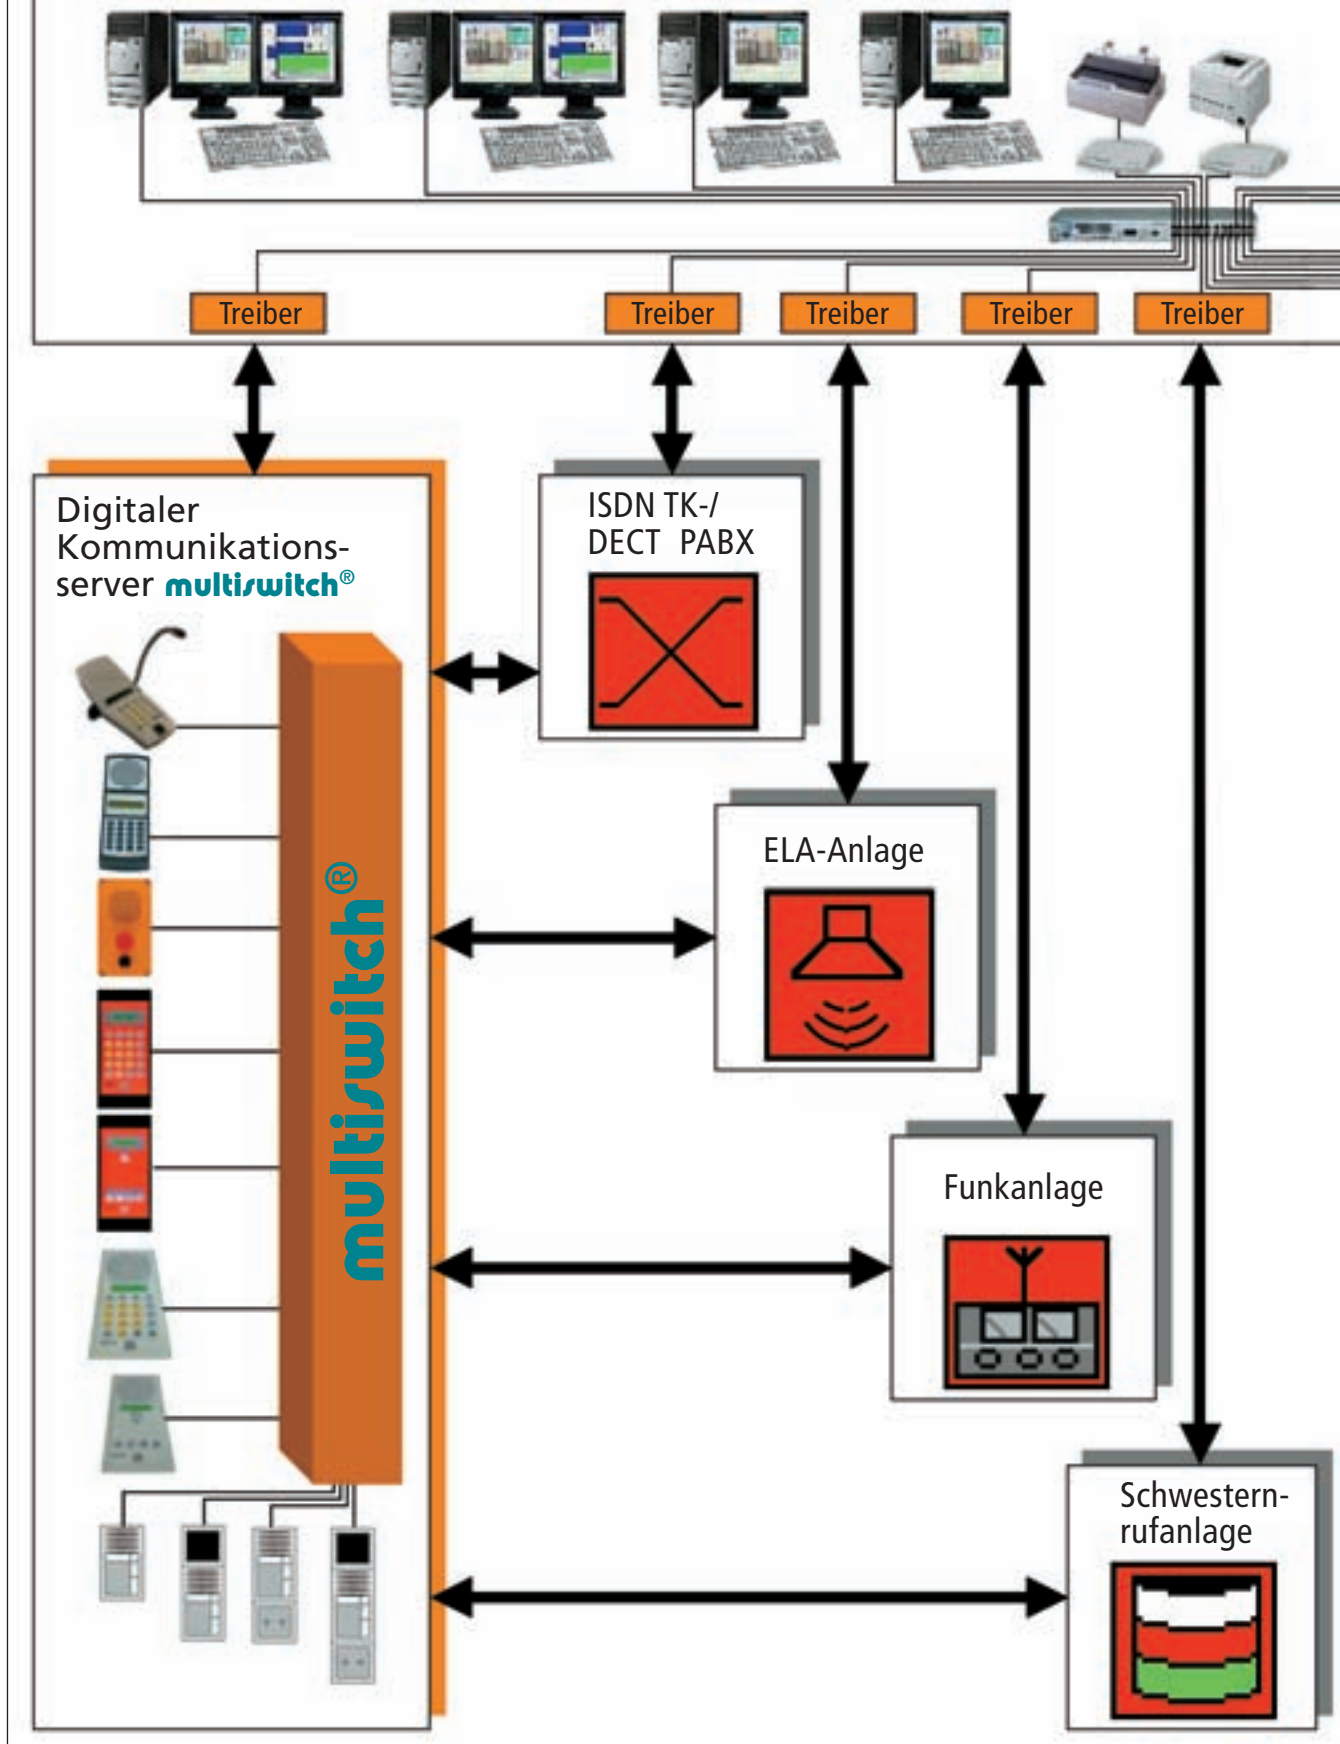 Treiber
Treiber
Treiber
Treiber
Treiber
Digitaler
Kommunikations-
server multiswitch®
ISDN TK-/
DECT PABX
multiswitch®
ELA-Anlage
Funkanlage
Schwestern-
rufanlage